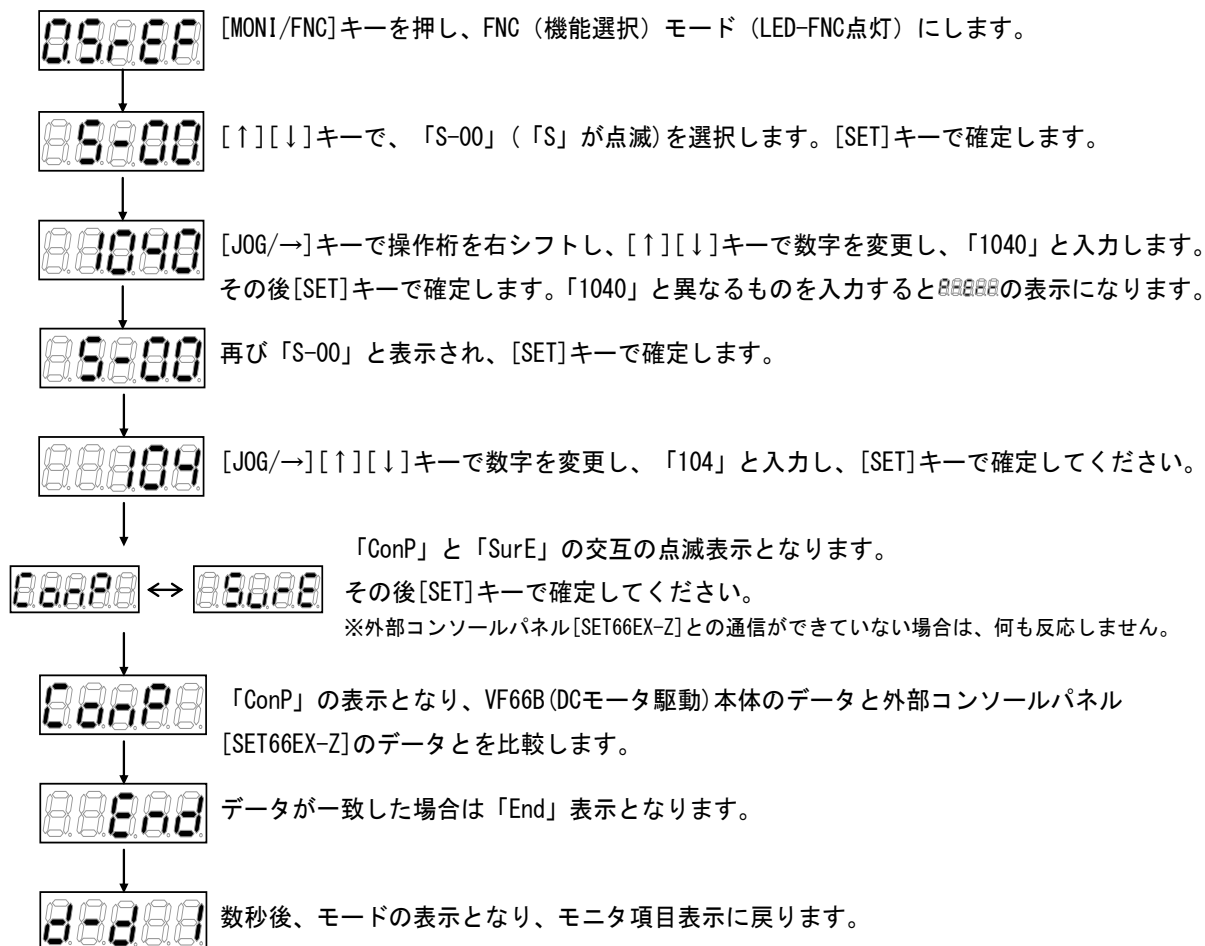 0.SrEF
[MONI/FNC]キーを押し、FNC（機能選択）モード（LED-FNC点灯）にします。
S-00
[↑][↓]キーで、「S-00」(「S」が点滅)を選択します。[SET]キーで確定します。
1040
[JOG/→]キーで操作桁を右シフトし、[↑][↓]キーで数字を変更し、「1040」と入力します。
その後[SET]キーで確定します。「1040」と異なるものを入力するとの表示になります。
S-00
再び「S-00」と表示され、[SET]キーで確定します。
104
[JOG/→][↑][↓]キーで数字を変更し、「104」と入力し、[SET]キーで確定してください。
「ConP」と「SurE」の交互の点滅表示となります。
ConP ↔ SurE
その後[SET]キーで確定してください。
※外部コンソールパネル[SET66EX-Z]との通信ができていない場合は、何も反応しません。
ConP
「ConP」の表示となり、VF66B(DCモータ駆動)本体のデータと外部コンソールパネル
[SET66EX-Z]のデータとを比較します。
End
データが一致した場合は「End」表示となります。
d-d 1
数秒後、モードの表示となり、モニタ項目表示に戻ります。